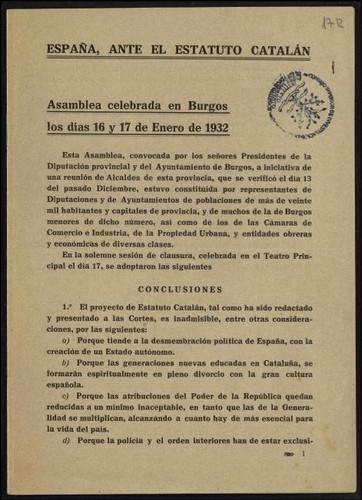 17R
ESPAÑA, ANTE EL ESTATUTO CATALÁN
Asamblea celebrada en Burgos
los días 16 y 17 de Enero de 1932
Esta Asamblea, convocada por los señores Presidentes de la
Diputación provincial y del Ayuntamiento de Burgos, a iniciativa de
una reunión de Alcaldes de esta provincia, que se verificó el día 13
del pasado Diciembre, estuvo constituida por representantes de
Diputaciones y de Ayuntamientos de poblaciones de más de veinte
mil habitantes y capitales de provincia, y de muchos de la de Burgos
menores de dicho número, así como de los de las Cámaras de
Comercio e Industria, de la Propiedad Urbana, y entidades obreras
y económicas de diversas clases.
En la solemne sesión de clausura, celebrada en el Teatro Prin-
cipal el día 17, se adoptaron las siguientes
CONCLUSIONES
1.ª El proyecto de Estatuto Catalán, tal como ha sido redactado
y presentado a las Cortes, es inadmisible, entre otras considera-
ciones, por las siguientes:
a) Porque tiende a la desmembración política de España, con
la creación de un Estado autónomo.
b) Porque las generaciones nuevas educadas en Cataluña, se
formarán espiritualmente en pleno divorcio con la gran cultura
española.
c) Porque las atribuciones del Poder de la República quedan
reducidas a un mínimo inaceptable, en tanto que las de la Genera-
lidad se multiplican, alcanzando a cuanto hay de más esencial para
la vida del país.
d) Porque la policía y el orden interiores han de estar exclusi-
1